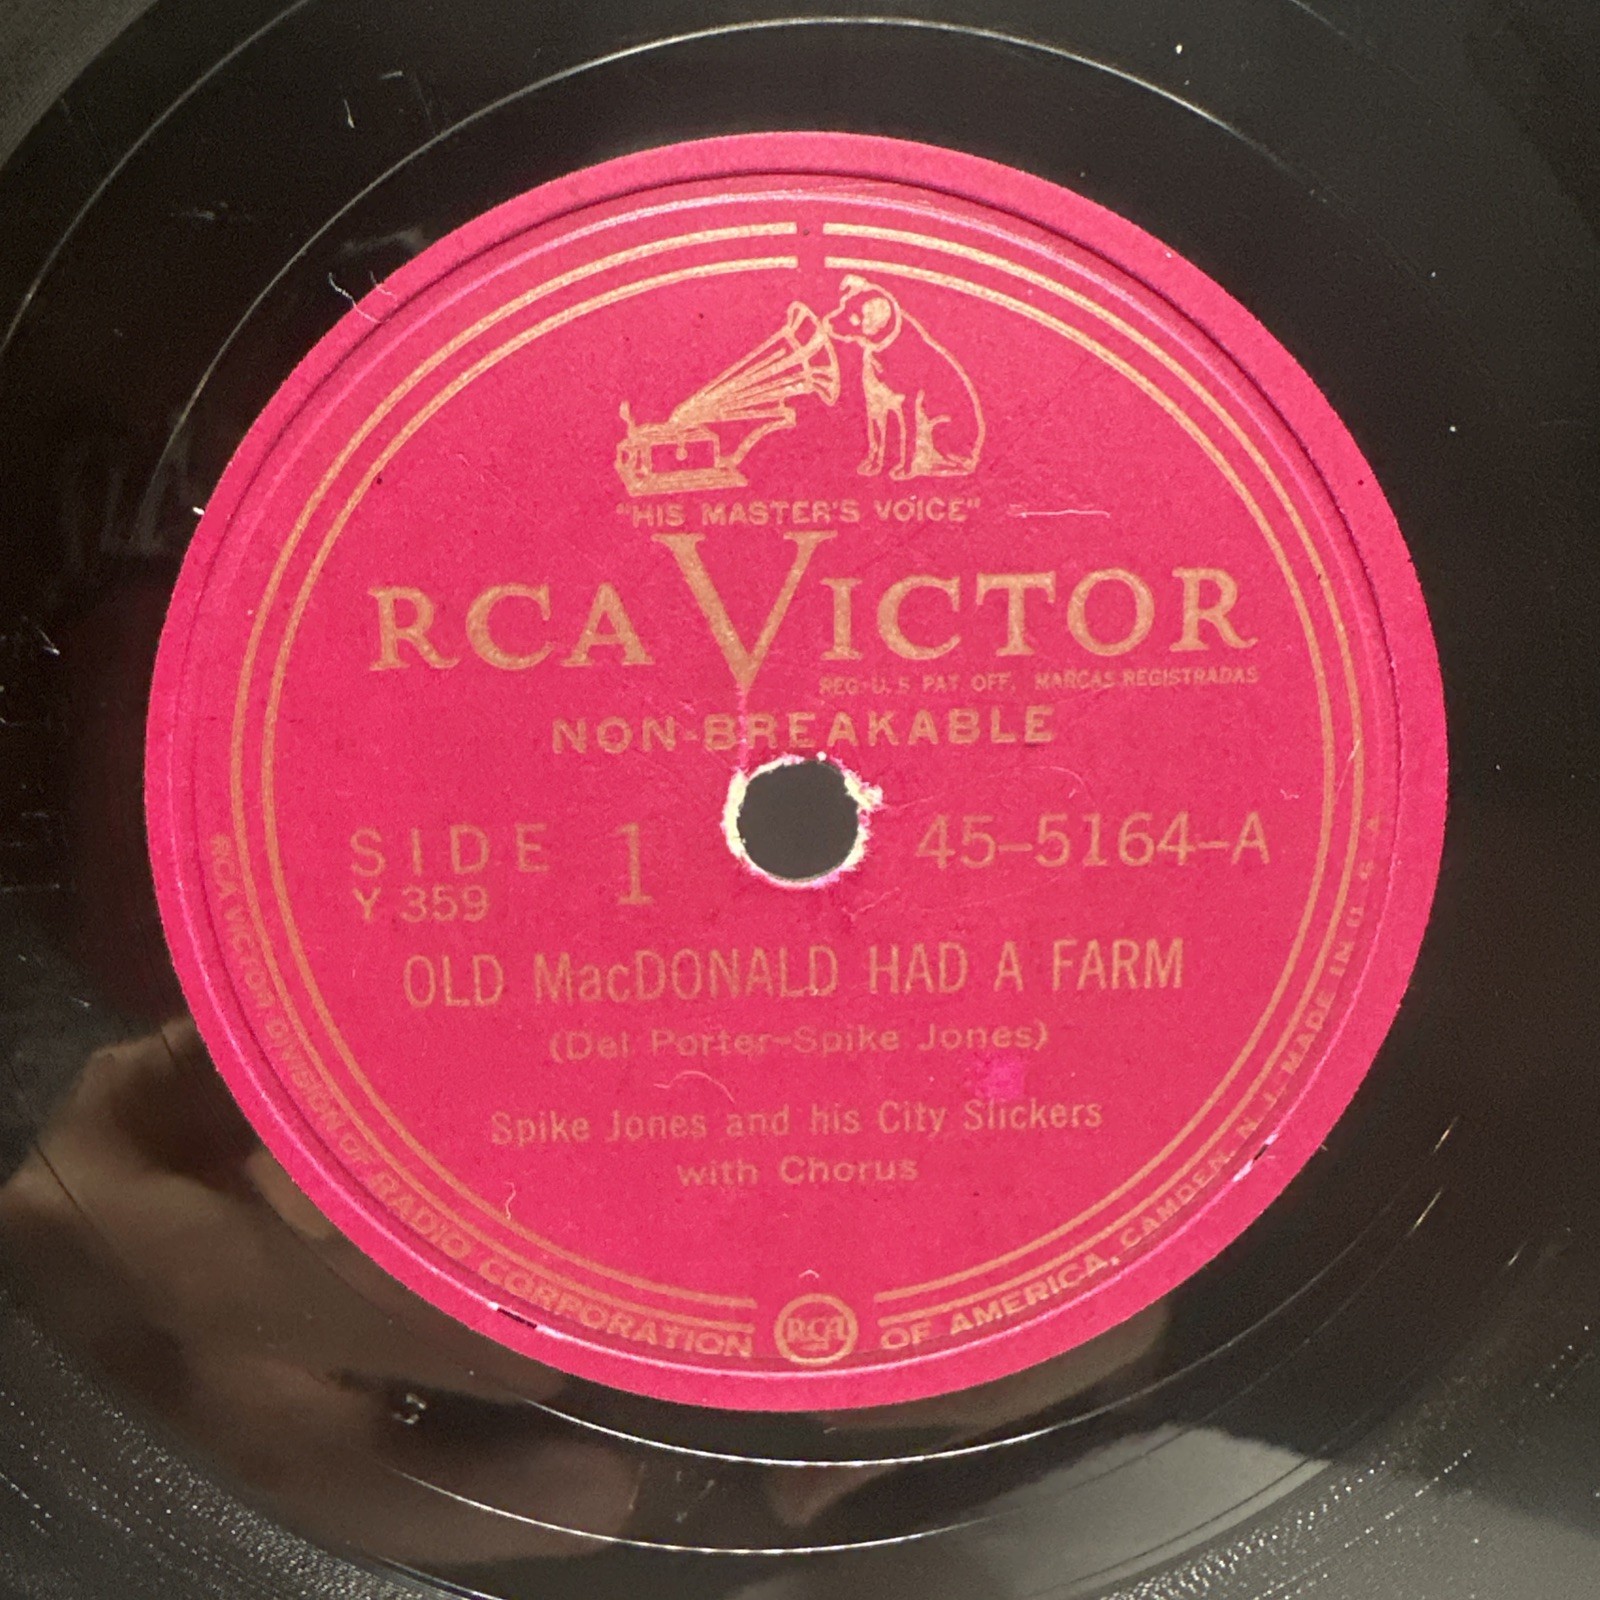 "HIS MASTER'S VOICE"
RCA VICTOR
REG. U. S. PAT. OFF. MARCAS REGISTRADAS
NON-BREAKABLE
SIDE 1
45-5164-A
Y 359
OLD MacDONALD HAD A FARM
(Del Porter-Spike Jones)
Spike Jones and his City Slickers
with Chorus
RCA VICTOR DIVISION OF RADIO CORPORATION OF AMERICA, CAMDEN, N. J. MADE IN U. S. A.
RCA